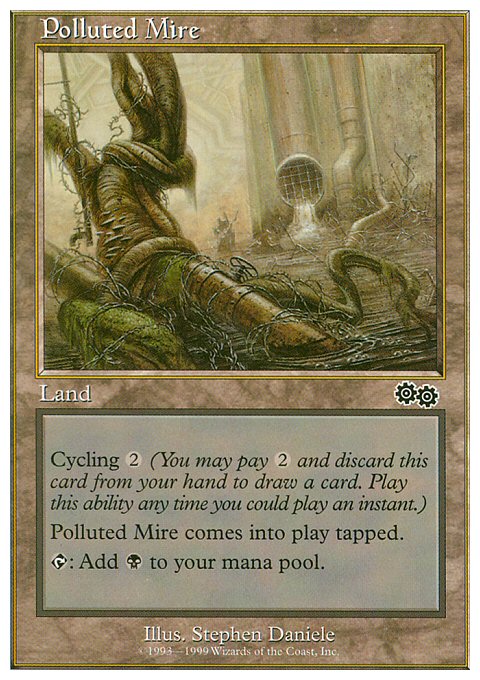 Polluted Mire
Land
Cycling 2 (You may pay 2 and discard this
card from your hand to draw a card. Play
this ability any time you could play an instant.)
Polluted Mire comes into play tapped.
: Add to your mana pool.
Illus. Stephen Daniele
©1993–1999 Wizards of the Coast, Inc.